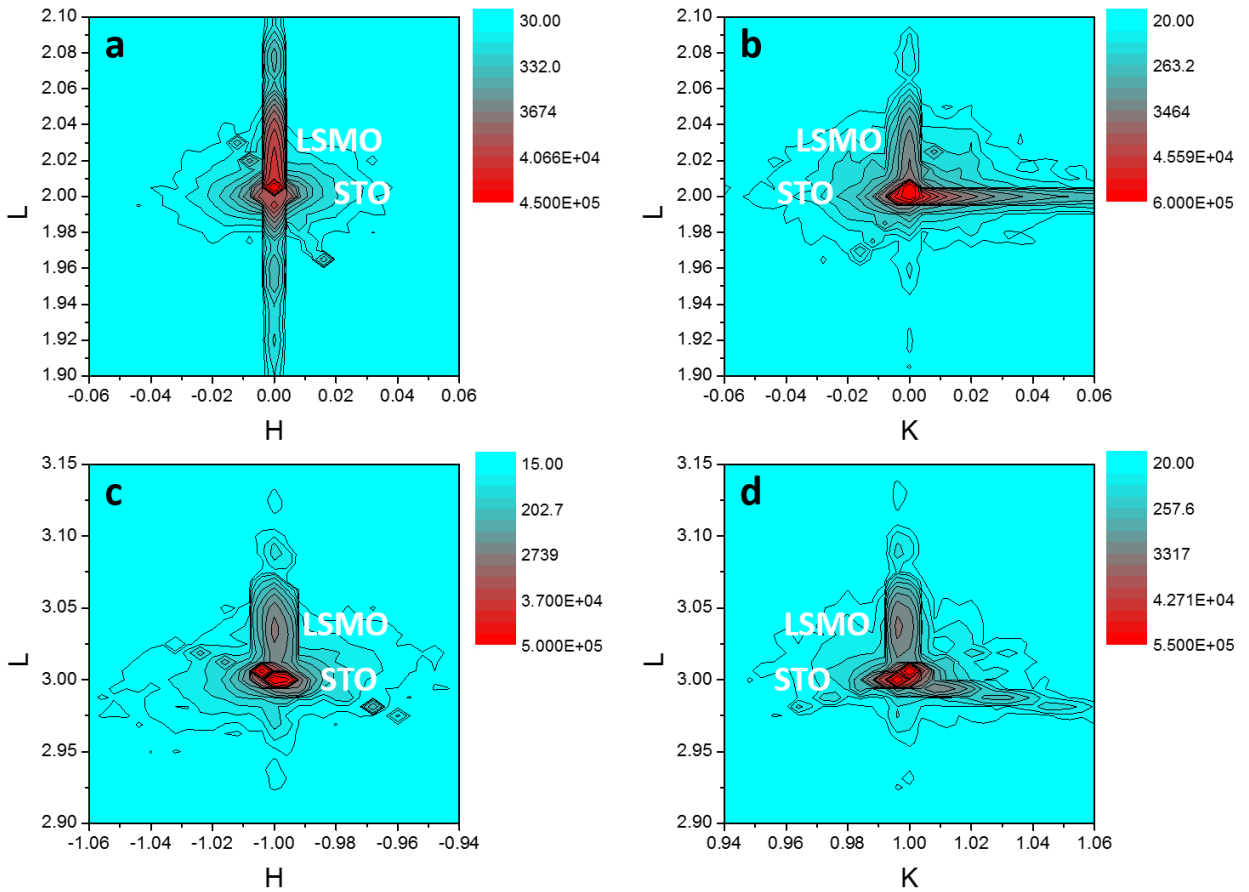 a
2.10
2.08
2.06
2.04
2.02
2.00
1.98
1.96
1.94
1.92
1.90
L
-0.06 -0.04 -0.02 0.00 0.02 0.04 0.06
H
LSMO
STO
30.00
332.0
3674
4.066E+04
4.500E+05
b
2.10
2.08
2.06
2.04
2.02
2.00
1.98
1.96
1.94
1.92
1.90
L
-0.06 -0.04 -0.02 0.00 0.02 0.04 0.06
K
LSMO
STO
20.00
263.2
3464
4.559E+04
6.000E+05
c
3.15
3.10
3.05
3.00
2.95
2.90
L
-1.06 -1.04 -1.02 -1.00 -0.98 -0.96 -0.94
H
LSMO
STO
15.00
202.7
2739
3.700E+04
5.000E+05
d
3.15
3.10
3.05
3.00
2.95
2.90
L
0.94 0.96 0.98 1.00 1.02 1.04 1.06
K
LSMO
STO
20.00
257.6
3317
4.271E+04
5.500E+05